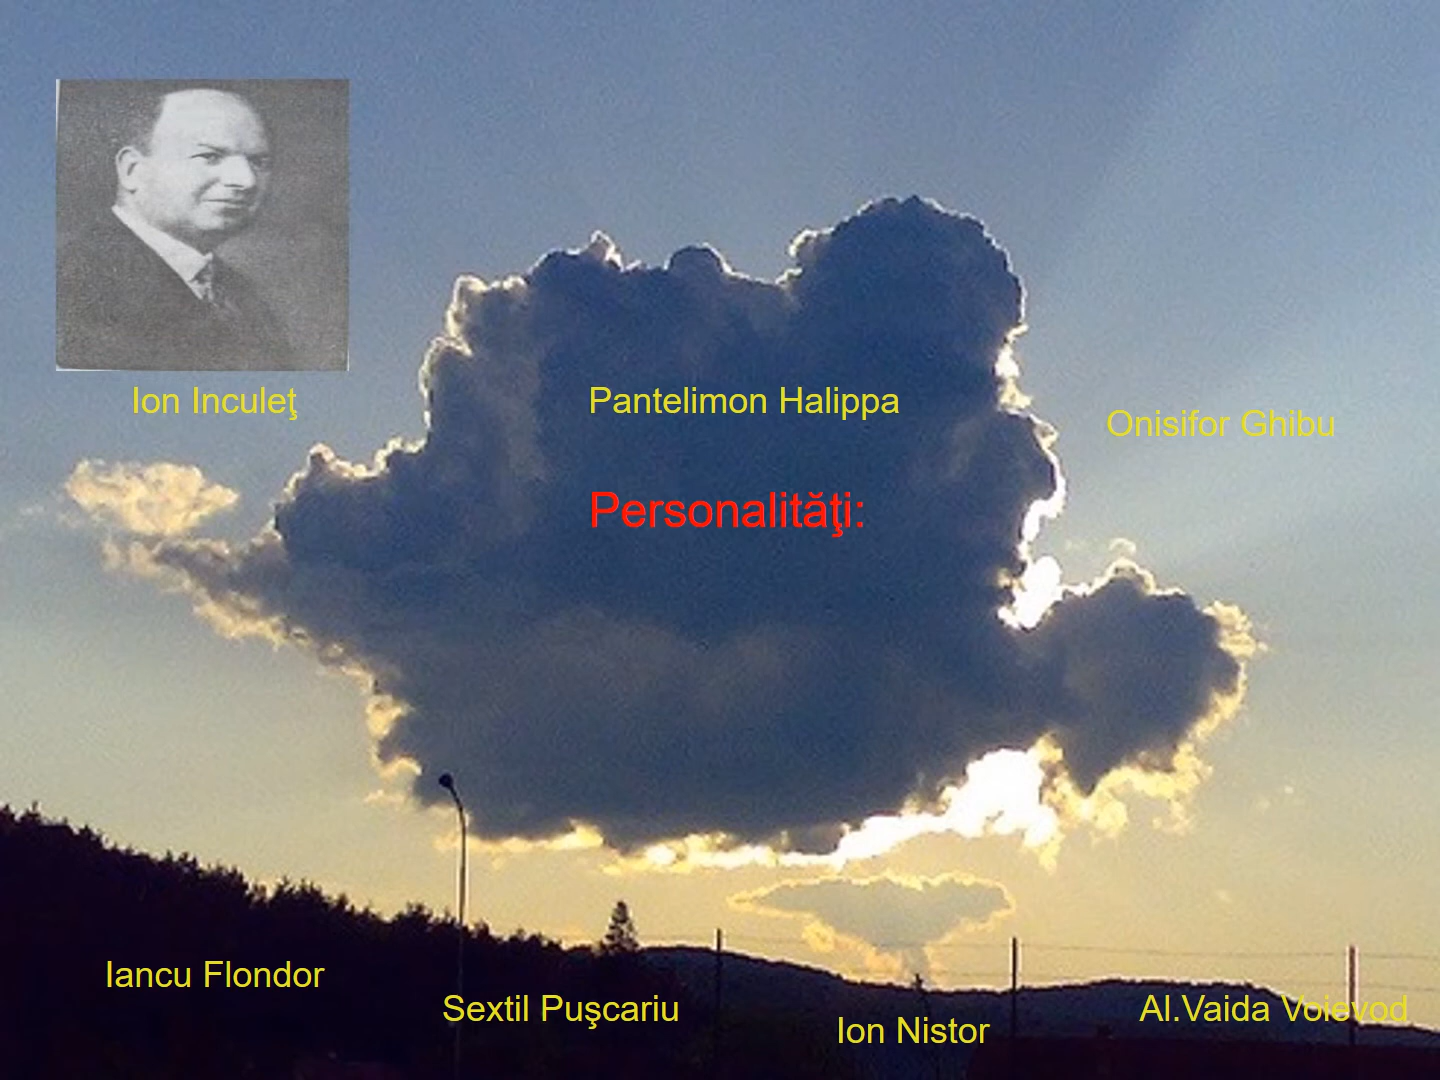 Ion Inculeţ
Pantelimon Halippa
Onisifor Ghibu
Personalităţi:
Iancu Flondor
Sextil Puşcariu
Ion Nistor
Al.Vaida Voievod